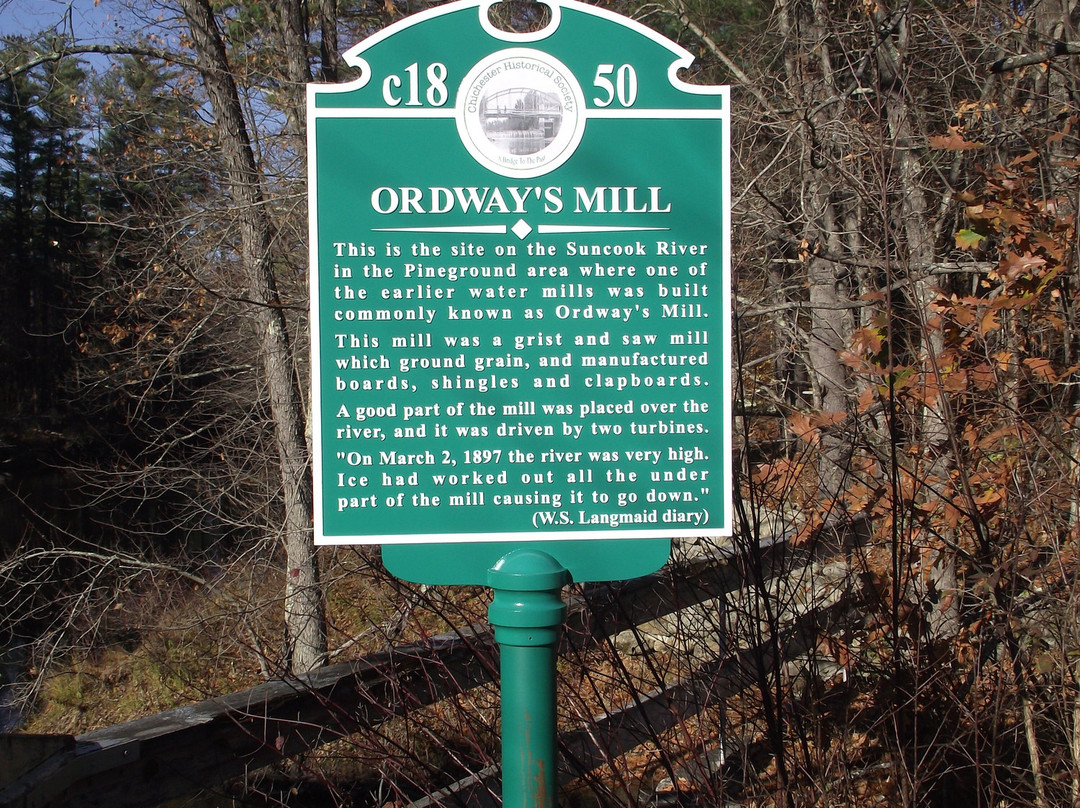 c18 50
Chichester Historical Society
A Bridge To The Past
ORDWAY'S MILL
This is the site on the Suncook River
in the Pineground area where one of
the earlier water mills was built
commonly known as Ordway's Mill.
This mill was a grist and saw mill
which ground grain, and manufactured
boards, shingles and clapboards.
A good part of the mill was placed over the
river, and it was driven by two turbines.
"On March 2, 1897 the river was very high.
Ice had worked out all the under
part of the mill causing it to go down."
(W.S. Langmaid diary)